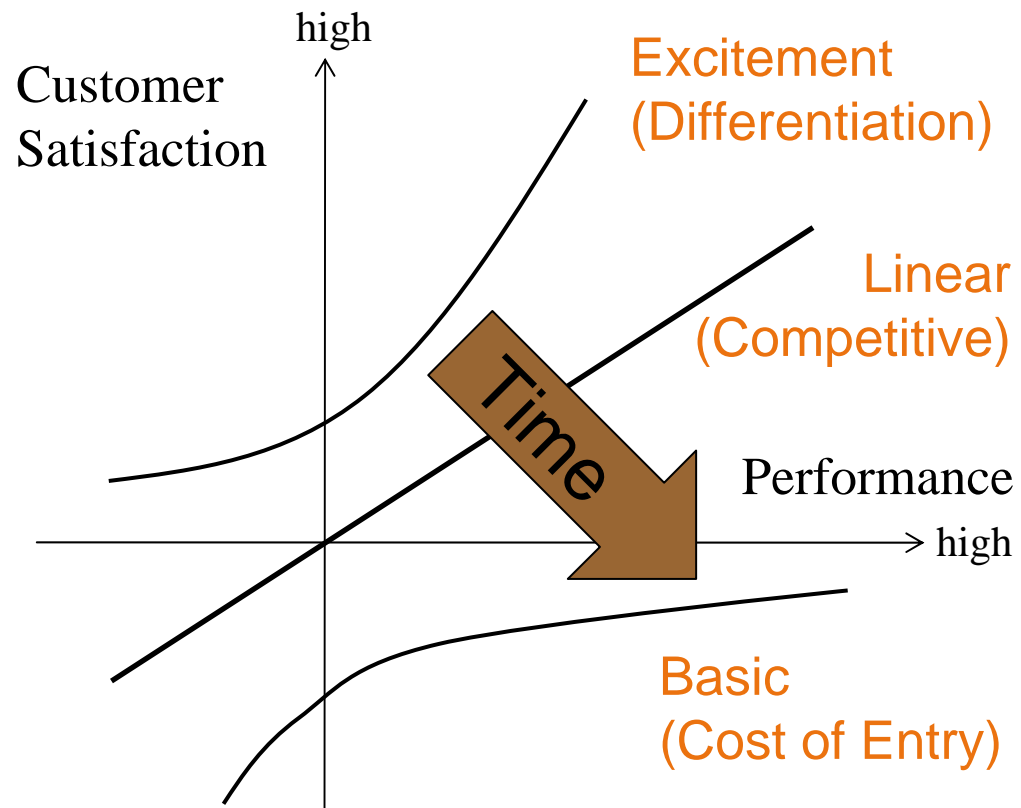 high
Customer
Satisfaction
Excitement
(Differentiation)
Linear
(Competitive)
Time
Performance
high
Basic
(Cost of Entry)